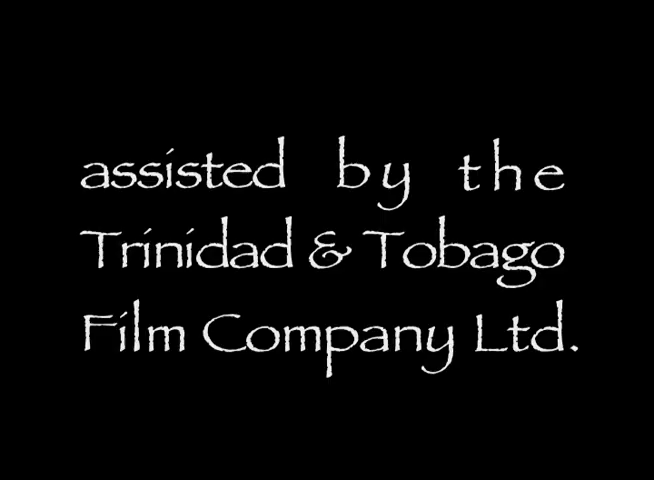 assisted by the
Trinidad & Tobago
Film Company Ltd.